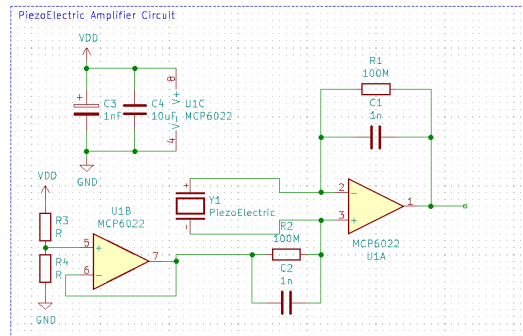 PiezoElectric Amplifier Circuit
VDD
R1
100M
C1
1n
8
V+
+
C3
1nF
C4
10uF
U1C
MCP6022
V-
4
GND
VDD
+
Y1
PiezoElectric
-
2
-
3
+
1
MCP6022
U1A
U1B
MCP6022
R3
R
5
+
6
-
7
R4
R
R2
100M
C2
1n
GND